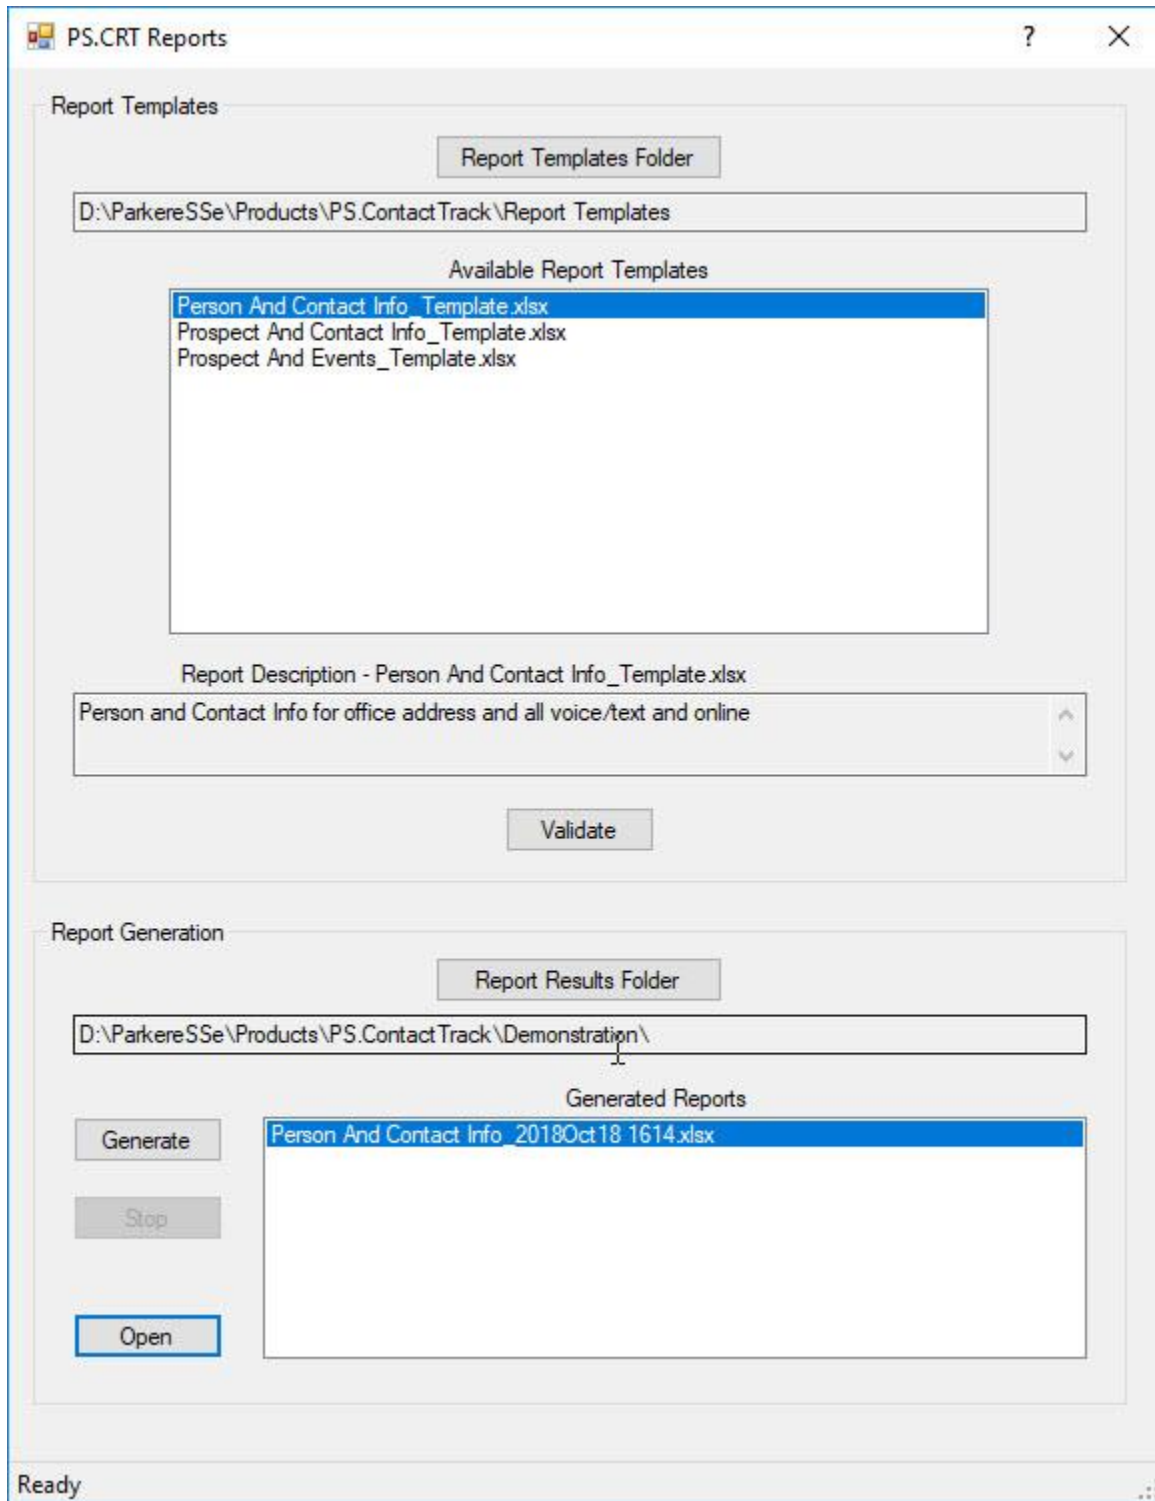 PS.CRT Reports
?
Report Templates
Report Templates Folder
D:\ParkereSSe\Products\PS.ContactTrack\Report Templates
Available Report Templates
Person And Contact Info_Template.xlsx
Prospect And Contact Info_Template.xlsx
Prospect And Events_Template.xlsx
Report Description - Person And Contact Info_Template.xlsx
Person and Contact Info for office address and all voice/text and online
Validate
Report Generation
Report Results Folder
D:\ParkereSSe\Products\PS.ContactTrack\Demonstration\
Generated Reports
Generate
Person And Contact Info_2018Oct18 1614.xlsx
Stop
Open
Ready